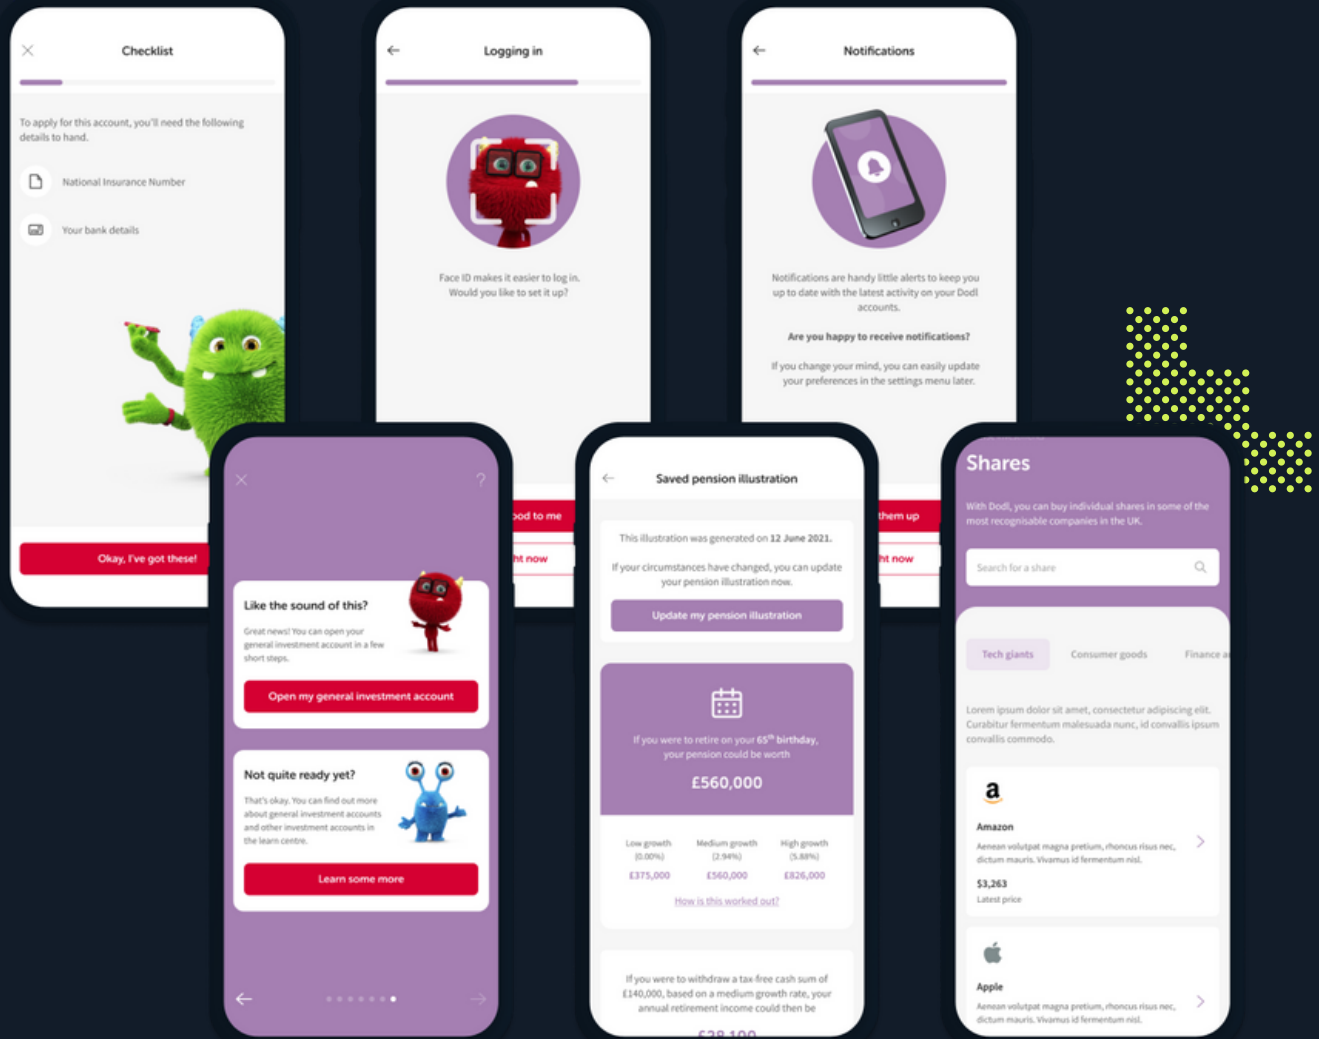 Checklist
To apply for this account, you'll need the following
details to hand.
National Insurance Number
Your bank details
Okay, I've got these!
Logging in
Face ID makes it easier to log in.
Would you like to set it up?
ood to me
ht now
Notifications
Notifications are handy little alerts to keep you
up to date with the latest activity on your Dodl
accounts.
Are you happy to receive notifications?
If you change your mind, you can easily update
your preferences in the settings menu later.
them up
ht now
?
Like the sound of this?
Great news! You can open your
general investment account in a few
short steps.
Open my general investment account
Not quite ready yet?
That's okay. You can find out more
about general investment accounts
and other investment accounts in
the learn centre.
Learn some more
Saved pension illustration
This illustration was generated on 12 June 2021.
If your circumstances have changed, you can update
your pension illustration now.
Update my pension illustration
If you were to retire on your 65th birthday,
your pension could be worth
£560,000
Low growth Medium growth High growth
(0.00%) (2.94%) (5.88%)
£375,000 £560,000 £826,000
How is this worked out?
If you were to withdraw a tax-free cash sum of
£140,000, based on a medium growth rate, your
annual retirement income could then be
£28,100
Shares
With Dodl, you can buy individual shares in some of the
most recognisable companies in the UK.
Search for a share
Tech giants Consumer goods Finance a
Lorem ipsum dolor sit amet, consectetur adipiscing elit.
Curabitur fermentum malesuada nunc, id convallis ipsum
convallis commodo.
a
Amazon
Aenean volutpat magna pretium, rhoncus risus nec,
dictum mauris. Vivamus id fermentum nisl.
$3,263
Latest price
Apple
Aenean volutpat magna pretium, rhoncus risus nec,
dictum mauris. Vivamus id fermentum nisl.